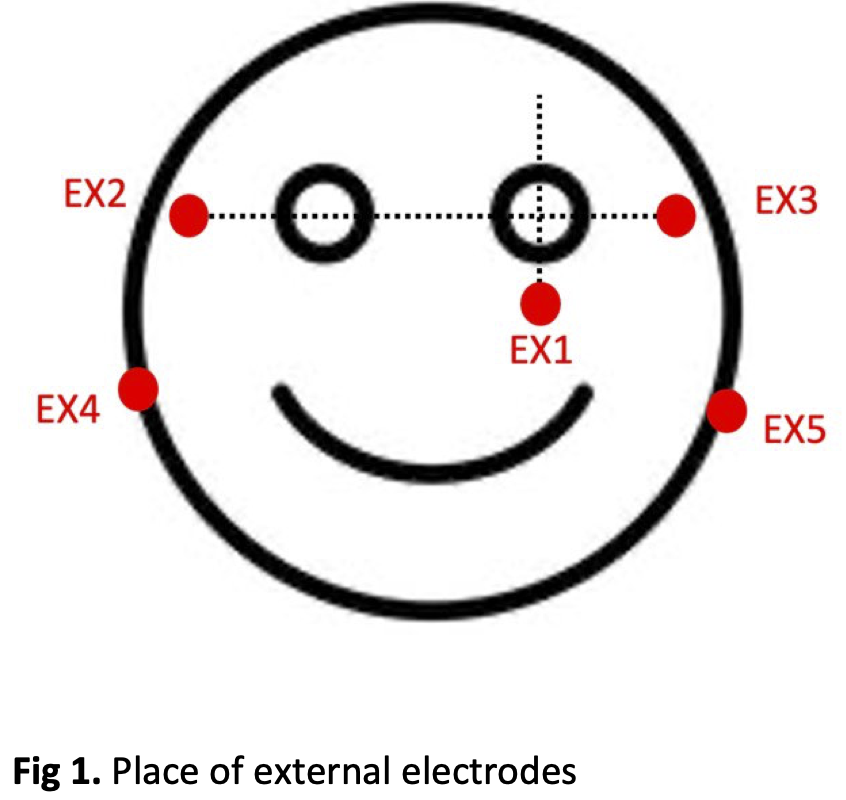 EX2
EX3
EX1
EX4
EX5
Fig 1. Place of external electrodes